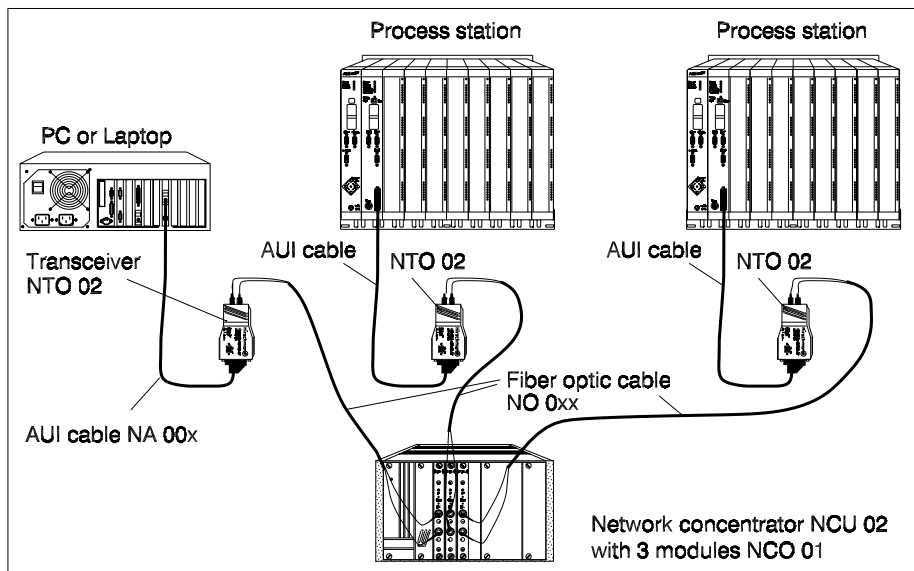 Process station
Process station
PC or Laptop
AUI cable
NTO 02
AUI cable
NTO 02
Transceiver
NTO 02
Fiber optic cable
NO 0xx
AUI cable NA 00x
Network concentrator NCU 02
with 3 modules NCO 01